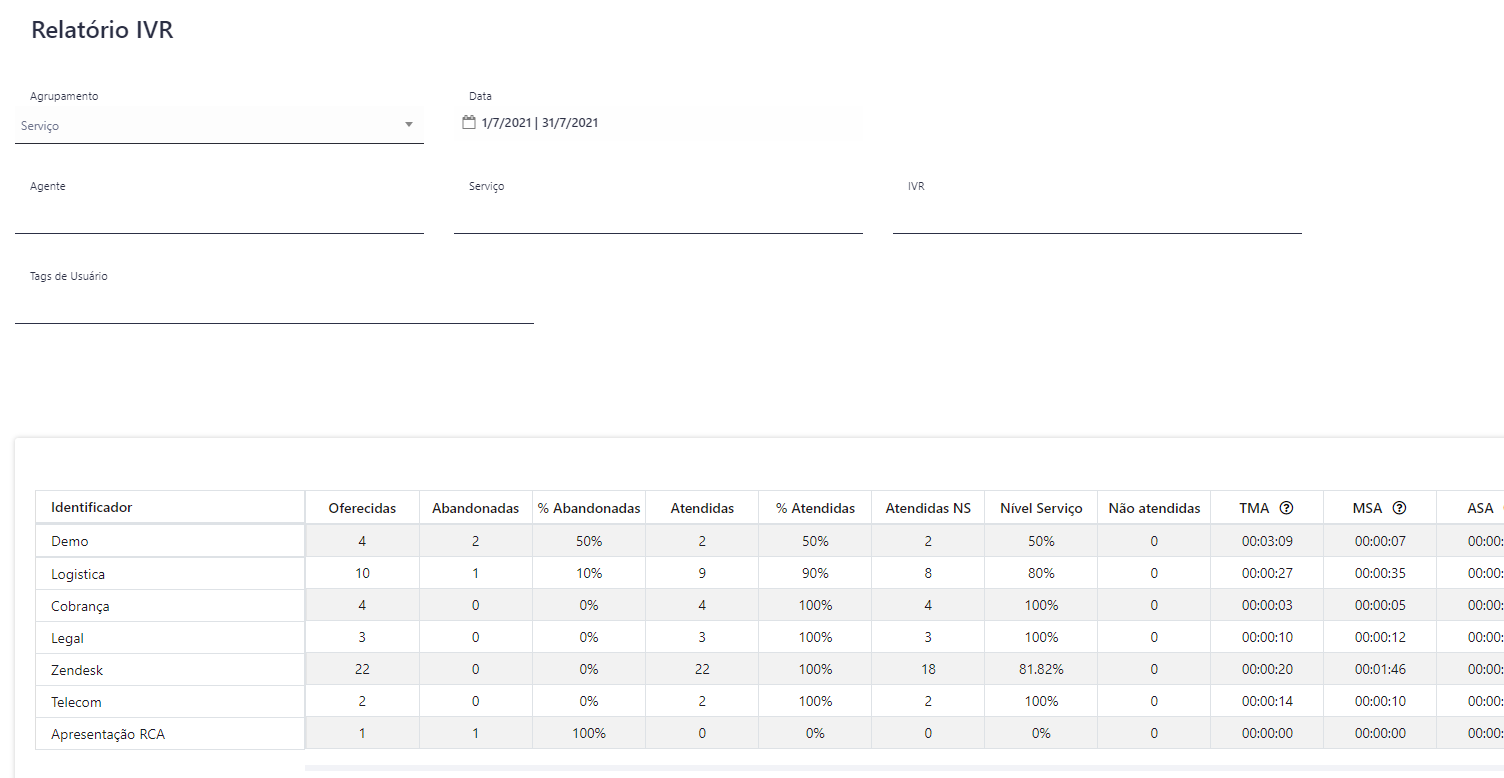 Relatório IVR
Agrupamento Data
Serviço 1/7/2021 | 31/7/2021
Agente Serviço IVR
Tags de Usuário
Identificador Oferecidas Abandonadas % Abandonadas Atendidas % Atendidas Atendidas NS Nível Serviço Não atendidas TMA MSA ASA
Demo 4 2 50% 2 50% 2 50% 0 00:03:09 00:00:07 00:00:
Logistica 10 1 10% 9 90% 8 80% 0 00:00:27 00:00:35 00:00:
Cobrança 4 0 0% 4 100% 4 100% 0 00:00:03 00:00:05 00:00:
Legal 3 0 0% 3 100% 3 100% 0 00:00:10 00:00:12 00:00:
Zendesk 22 0 0% 22 100% 18 81.82% 0 00:00:20 00:01:46 00:00:
Telecom 2 0 0% 2 100% 2 100% 0 00:00:14 00:00:10 00:00:
Apresentação RCA 1 1 100% 0 0% 0 0% 0 00:00:00 00:00:00 00:00: